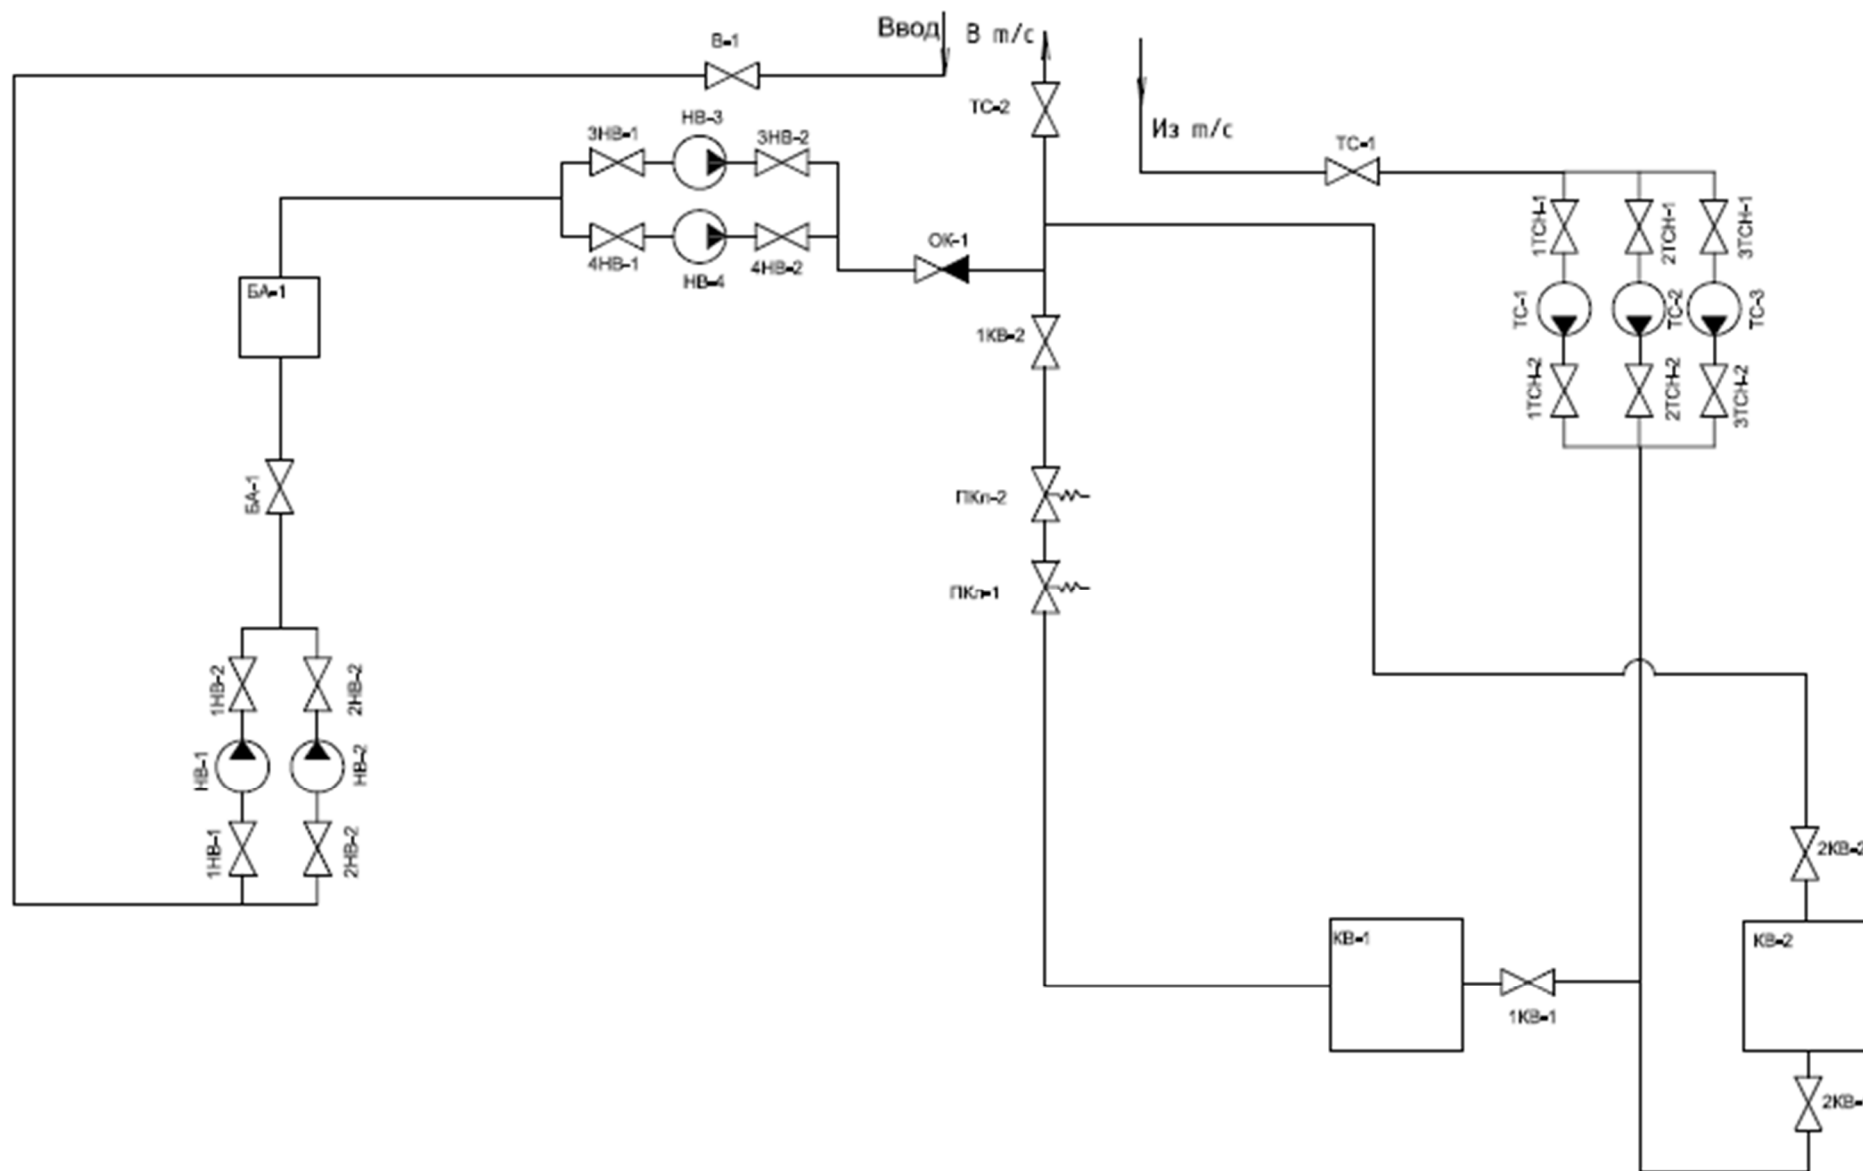 Ввод
В т/с
В-1
ТС-2
Из т/с
ТС-1
НВ-3
3НВ-1
3НВ-2
4НВ-1
НВ-4
4НВ-2
ОК-1
1ТСН-1
2ТСН-1
3ТСН-1
БА-1
ТС-1
ТС-2
ТС-3
1КВ-2
1ТСН-2
2ТСН-2
3ТСН-2
БА-1
ПКл-2
ПКл-1
1НВ-2
2НВ-2
НВ-1
НВ-2
1НВ-1
2НВ-2
2КВ-2
КВ-1
КВ-2
1КВ-1
2КВ-